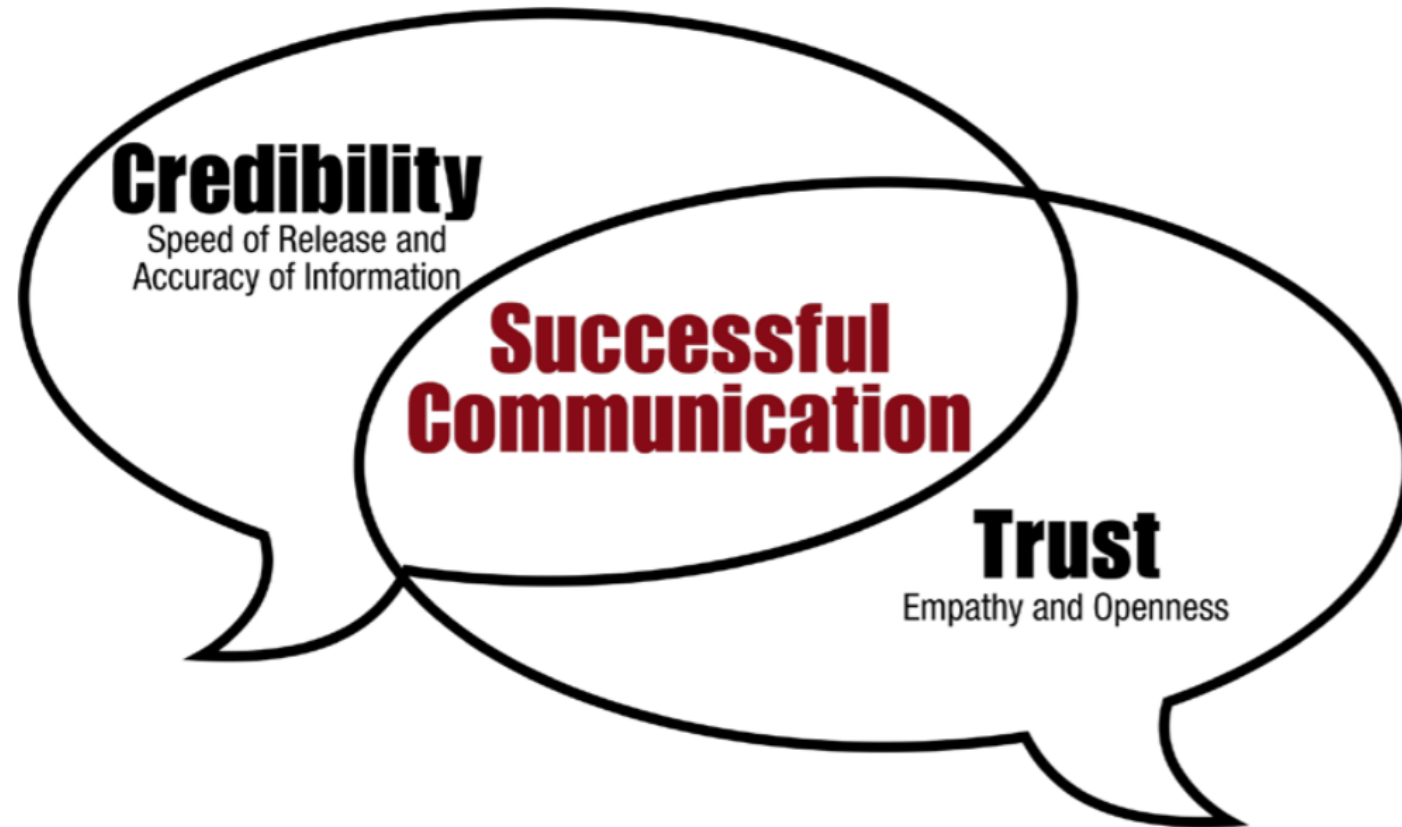 Credibility
Speed of Release and
Accuracy of Information
Successful
Communication
Trust
Empathy and Openness